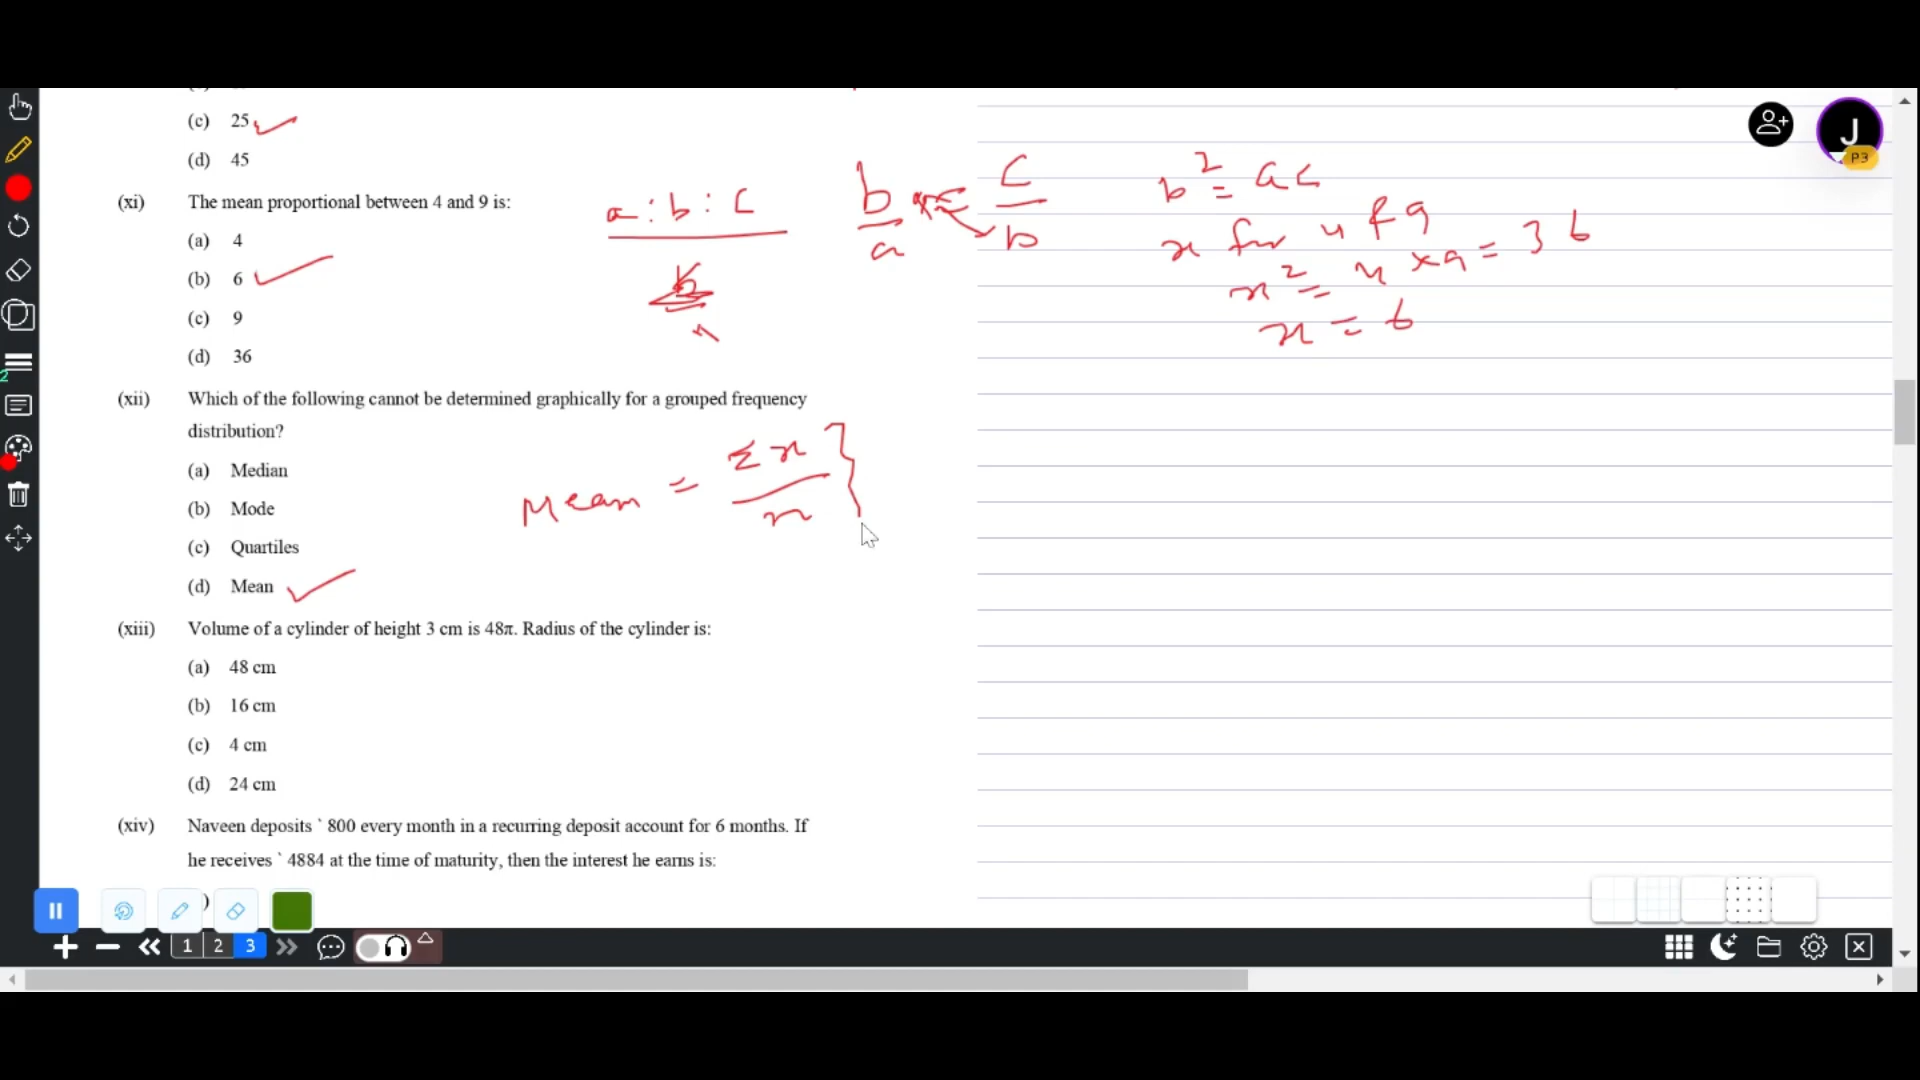 (c) 25
(d) 45
(xi) The mean proportional between 4 and 9 is:
(a) 4
(b) 6
(c) 9
(d) 36
a : b : c
b
a
c
b
b² = ac
x for 4 & 9
x² = 4 × 9 = 36
x = 6
(xii) Which of the following cannot be determined graphically for a grouped frequency
distribution?
(a) Median
(b) Mode
(c) Quartiles
(d) Mean
Mean = Σx
n
(xiii) Volume of a cylinder of height 3 cm is 48π. Radius of the cylinder is:
(a) 48 cm
(b) 16 cm
(c) 4 cm
(d) 24 cm
(xiv) Naveen deposits ` 800 every month in a recurring deposit account for 6 months. If
he receives ` 4884 at the time of maturity, then the interest he earns is:
J
P3
2
1 2 3